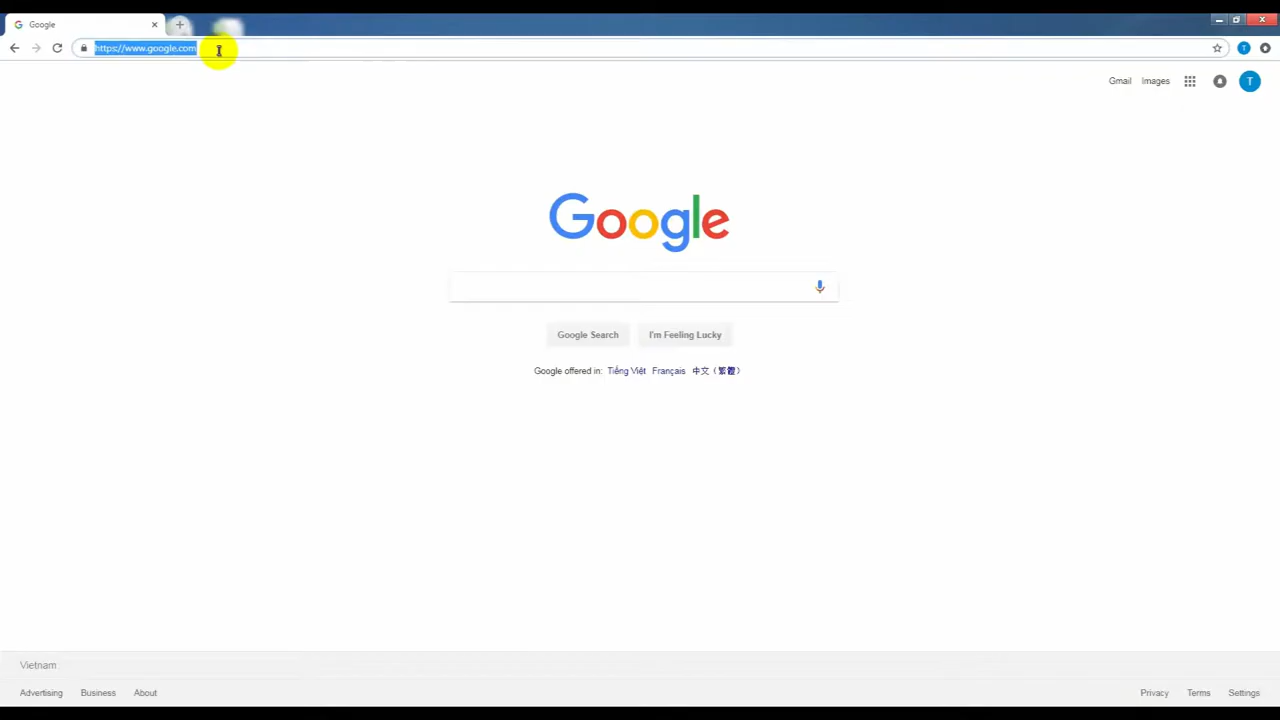 Google
https://www.google.com
T
Gmail Images T
Google
Google Search I'm Feeling Lucky
Google offered in: Tiếng Việt Français 中文（繁體）
Vietnam
Advertising Business About Privacy Terms Settings